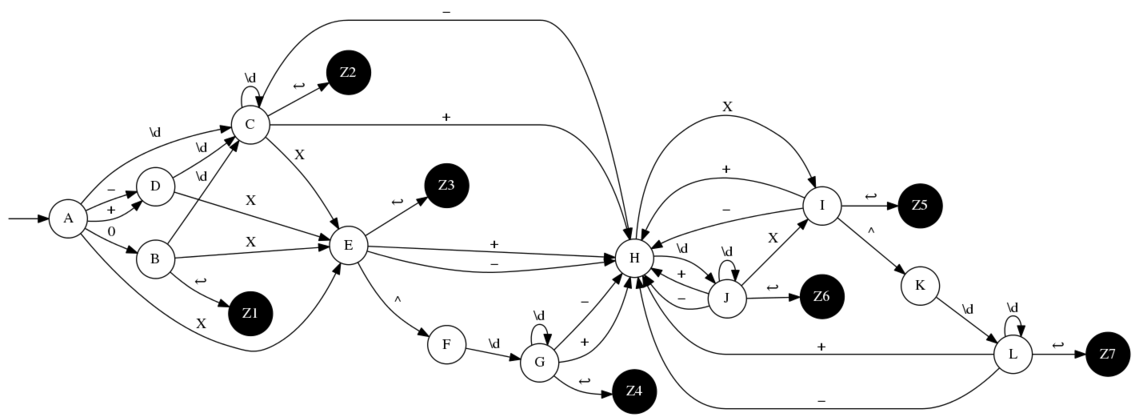 –
\d
↩
Z2
C
+
X
\d
X
\d
↩
Z3
D
\d
+
↩
Z5
–
X
–
I
A
+
^
0
X
+
E
–
H
\d
\d
X
K
B
↩
+
J
↩
Z6
\d
\d
–
^
–
Z1
\d
X
F
\d
+
+
L
↩
Z7
G
↩
Z4
–